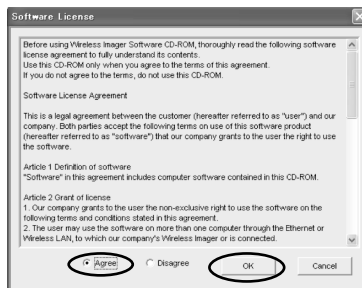 Software License
Before using Wireless Imager Software CD-ROM, thoroughly read the following software
license agreement to fully understand its contents.
Use this CD-ROM only when you agree to the terms of this agreement.
If you do not agree to the terms, do not use this CD-ROM.
Software License Agreement
This is a legal agreement between the customer (hereafter referred to as "user") and our
company. Both parties accept the following terms on use of this software product
(hereafter referred to as "software") that our company grants to the user the right to use
the software.
Article 1 Definition of software
"Software" in this agreement includes computer software contained in this CD-ROM.
Article 2 Grant of license
1. Our company grants to the user the non-exclusive right to use the software on the
following terms and conditions stated in this agreement.
2. The user may use the software on more than one computer through the Ethernet or
Wireless LAN, to which our company's Wireless Imager is or is connected.
Agree Disagree OK Cancel